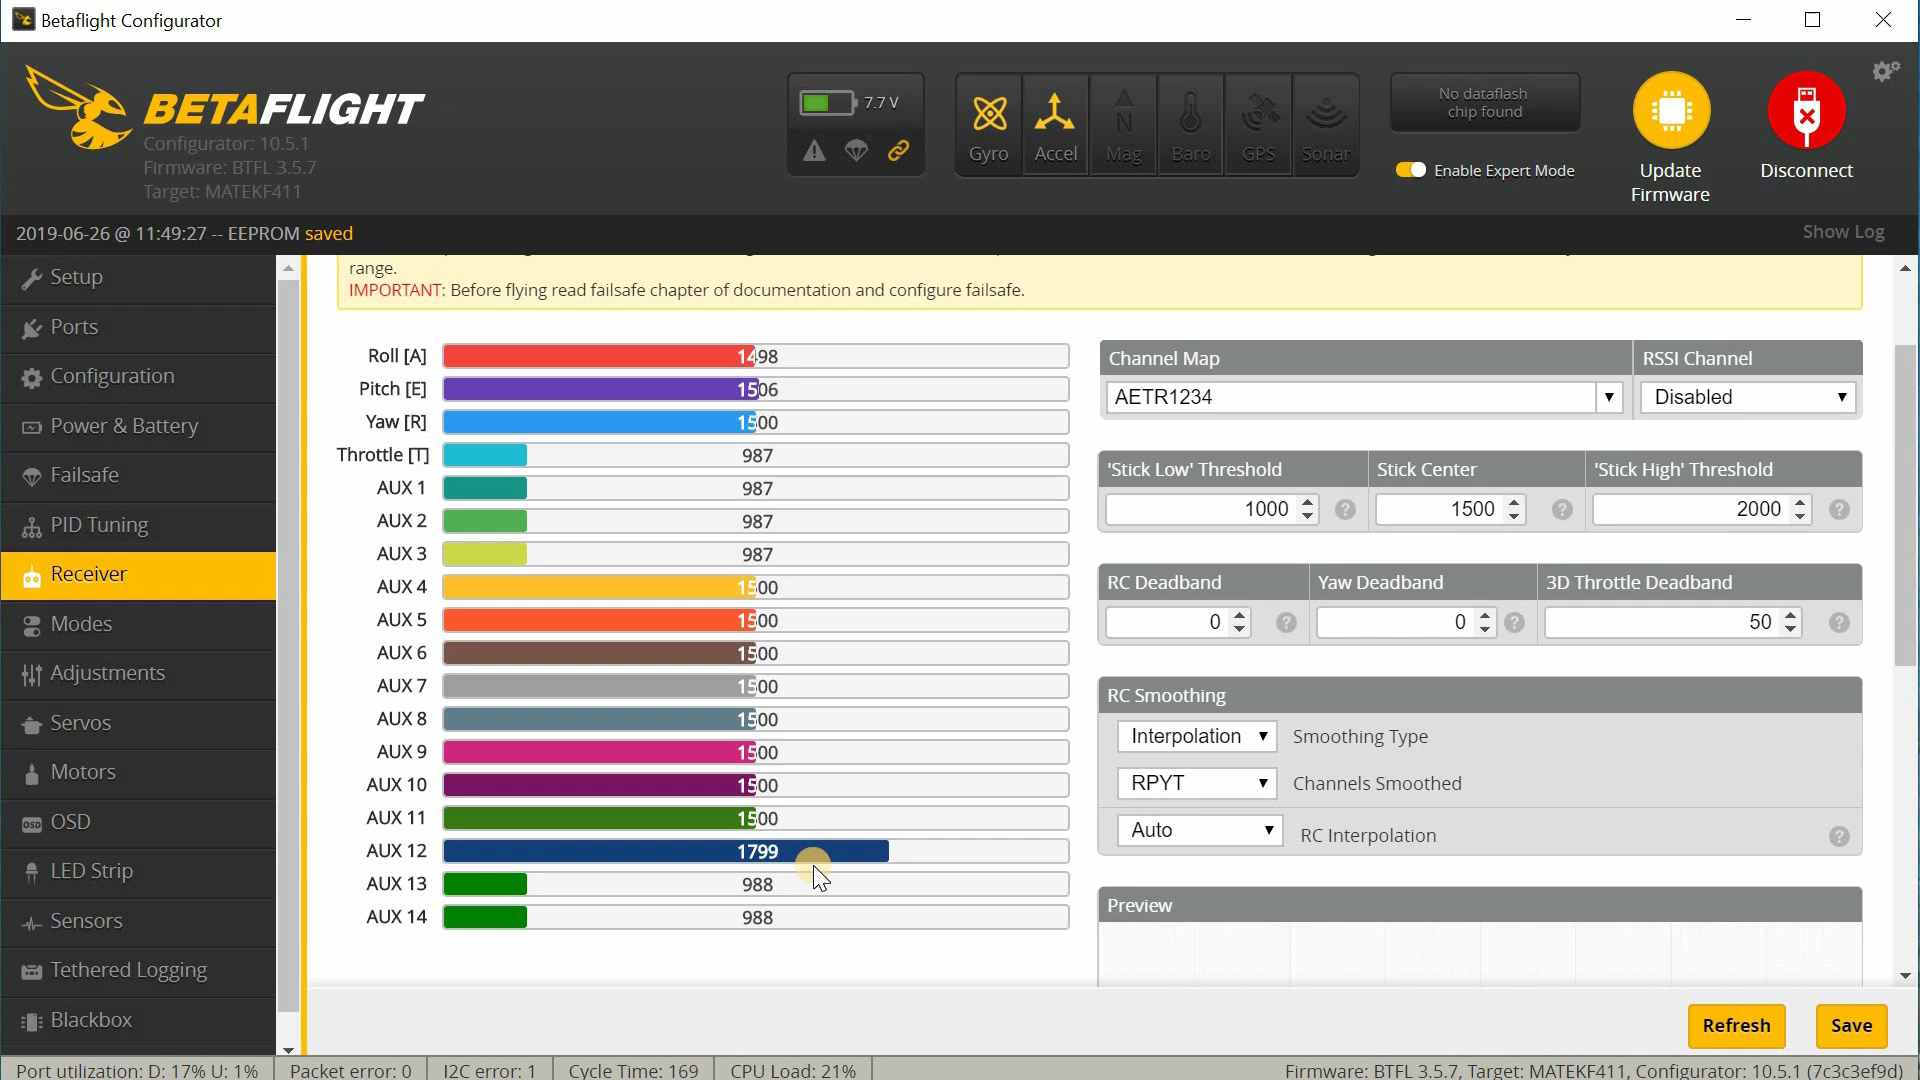 Betaflight Configurator
BETAFLIGHT
Configurator: 10.5.1
Firmware: BTFL 3.5.7
Target: MATEKF411
7.7 V
Gyro
Accel
N
Mag
Baro
GPS
Sonar
No dataflash
chip found
Enable Expert Mode
Update
Firmware
Disconnect
2019-06-26 @ 11:49:27 -- EEPROM saved
Show Log
Setup
Ports
Configuration
Power & Battery
Failsafe
PID Tuning
Receiver
Modes
Adjustments
Servos
Motors
OSD
OSD
LED Strip
Sensors
Tethered Logging
Blackbox
range.
IMPORTANT: Before flying read failsafe chapter of documentation and configure failsafe.
Roll [A] 1498
Pitch [E] 1506
Yaw [R] 1500
Throttle [T] 987
AUX 1 987
AUX 2 987
AUX 3 987
AUX 4 1500
AUX 5 1500
AUX 6 1500
AUX 7 1500
AUX 8 1500
AUX 9 1500
AUX 10 1500
AUX 11 1500
AUX 12 1799
AUX 13 988
AUX 14 988
Channel Map RSSI Channel
AETR1234 Disabled
'Stick Low' Threshold Stick Center 'Stick High' Threshold
1000 ? 1500 ? 2000 ?
RC Deadband Yaw Deadband 3D Throttle Deadband
0 ? 0 ? 50 ?
RC Smoothing
Interpolation Smoothing Type
RPYT Channels Smoothed
Auto RC Interpolation ?
Preview
Refresh
Save
Port utilization: D: 17% U: 1% Packet error: 0 I2C error: 1 Cycle Time: 169 CPU Load: 21% Firmware: BTFL 3.5.7, Target: MATEKF411, Configurator: 10.5.1 (7c3c3ef9d)